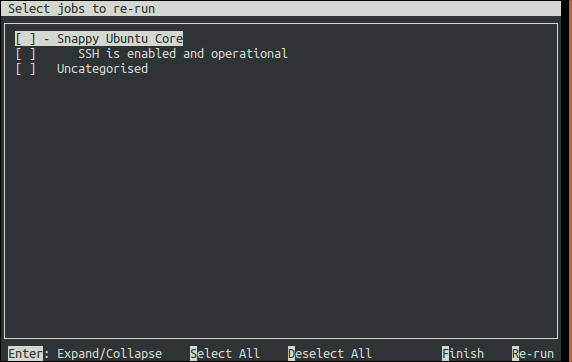 Select jobs to re-run
[ ] - Snappy Ubuntu Core
[ ]      SSH is enabled and operational
[ ]   Uncategorised
Enter: Expand/Collapse    Select All    Deselect All    Finish    Re-run